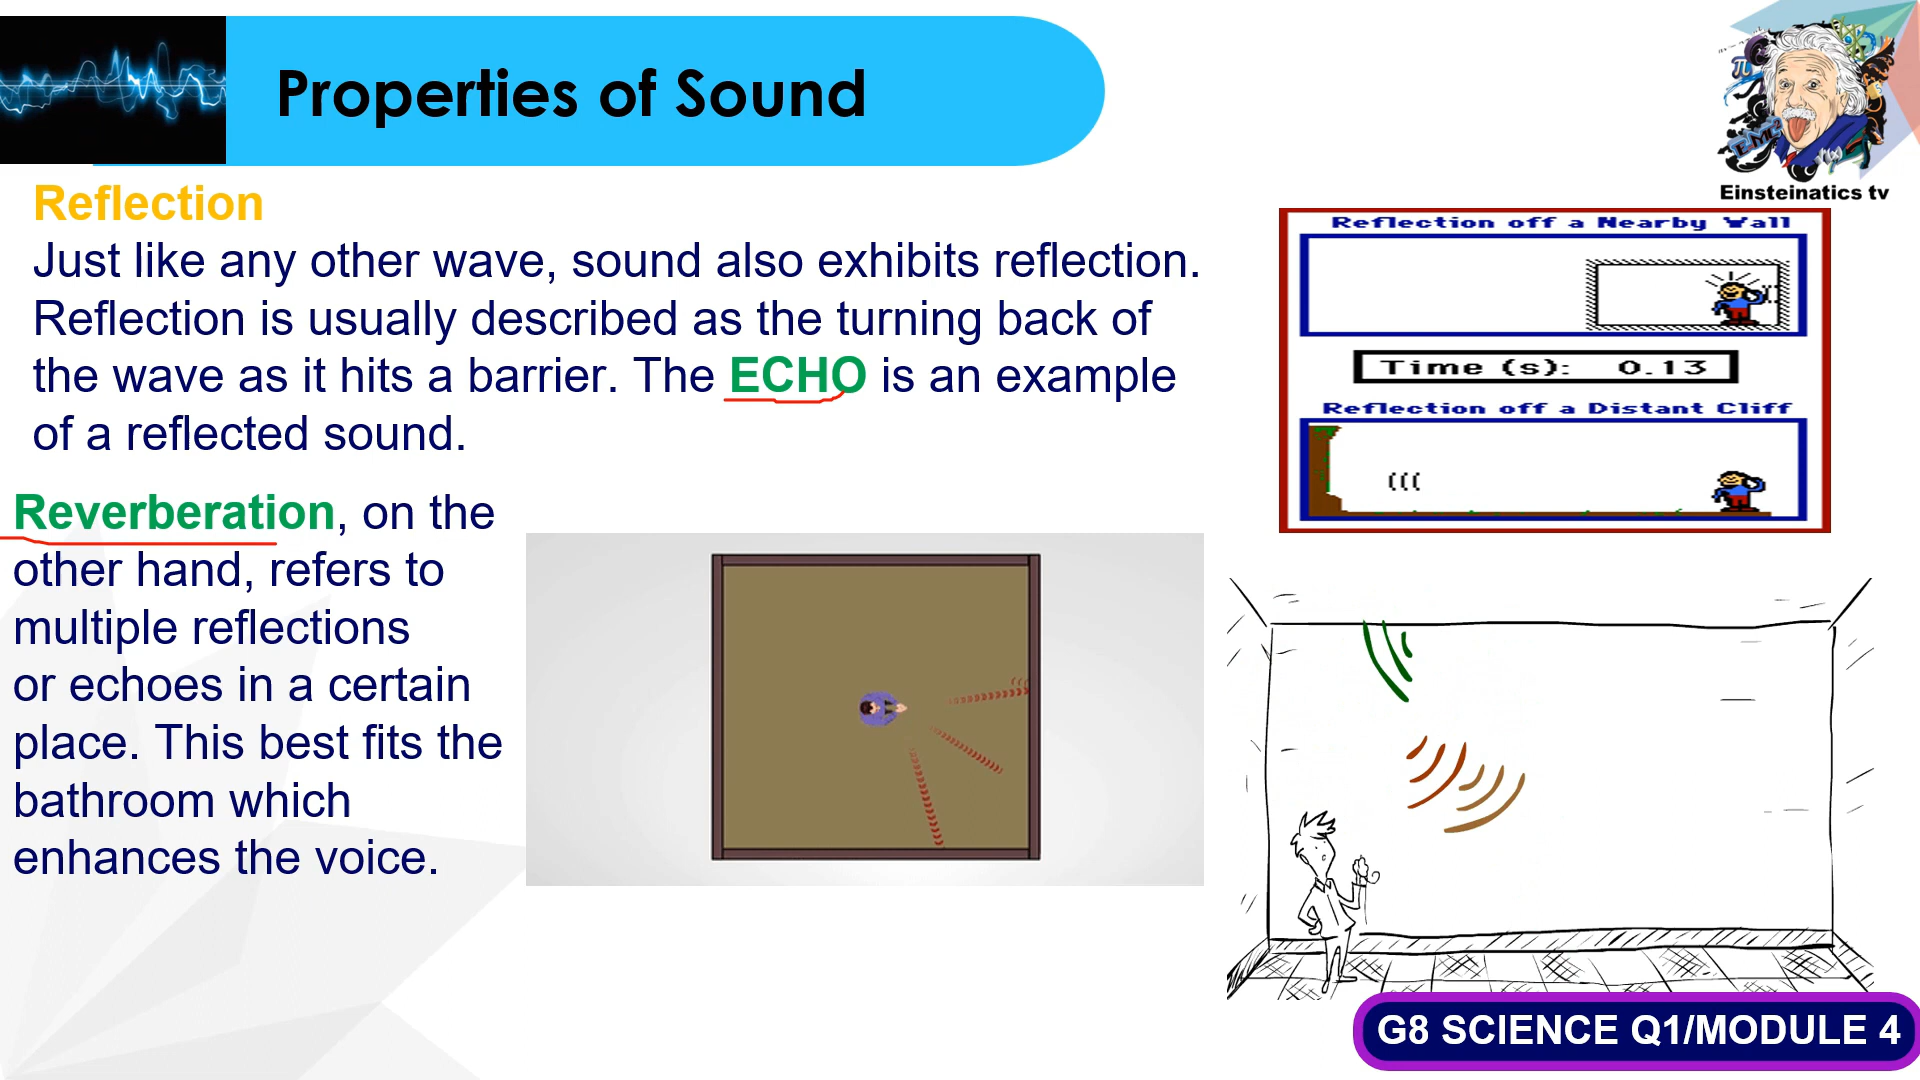 Properties of Sound
Einsteinatics tv
Reflection
Just like any other wave, sound also exhibits reflection.
Reflection is usually described as the turning back of
the wave as it hits a barrier. The ECHO is an example
of a reflected sound.
Reverberation, on the
other hand, refers to
multiple reflections
or echoes in a certain
place. This best fits the
bathroom which
enhances the voice.
Reflection off a Nearby Wall
Time (s): 0.13
Reflection off a Distant Cliff
G8 SCIENCE Q1/MODULE 4